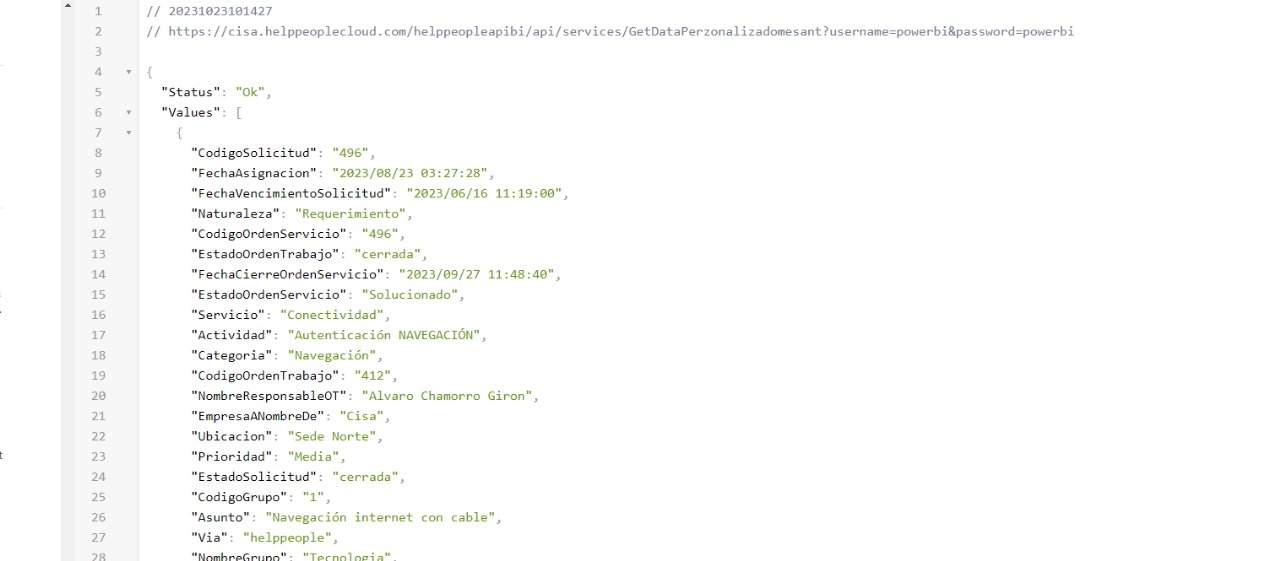 1 // 20231023101427
2 // https://cisa.helppeoplecloud.com/helppeopleapibi/api/services/GetDataPerzonalizadomesant?username=powerbi&password=powerbi
3
4 {
5 "Status": "Ok",
6 "Values": [
7 {
8 "CodigoSolicitud": "496",
9 "FechaAsignacion": "2023/08/23 03:27:28",
10 "FechaVencimientoSolicitud": "2023/06/16 11:19:00",
11 "Naturaleza": "Requerimiento",
12 "CodigoOrdenServicio": "496",
13 "EstadoOrdenTrabajo": "cerrada",
14 "FechaCierreOrdenServicio": "2023/09/27 11:48:40",
15 "EstadoOrdenServicio": "Solucionado",
16 "Servicio": "Conectividad",
17 "Actividad": "Autenticación NAVEGACIÓN",
18 "Categoria": "Navegación",
19 "CodigoOrdenTrabajo": "412",
20 "NombreResponsableOT": "Alvaro Chamorro Giron",
21 "EmpresaANombreDe": "Cisa",
22 "Ubicacion": "Sede Norte",
23 "Prioridad": "Media",
24 "EstadoSolicitud": "cerrada",
25 "CodigoGrupo": "1",
26 "Asunto": "Navegación internet con cable",
27 "Via": "helppeople",
28 "NombreGrupo": "Tecnologia",